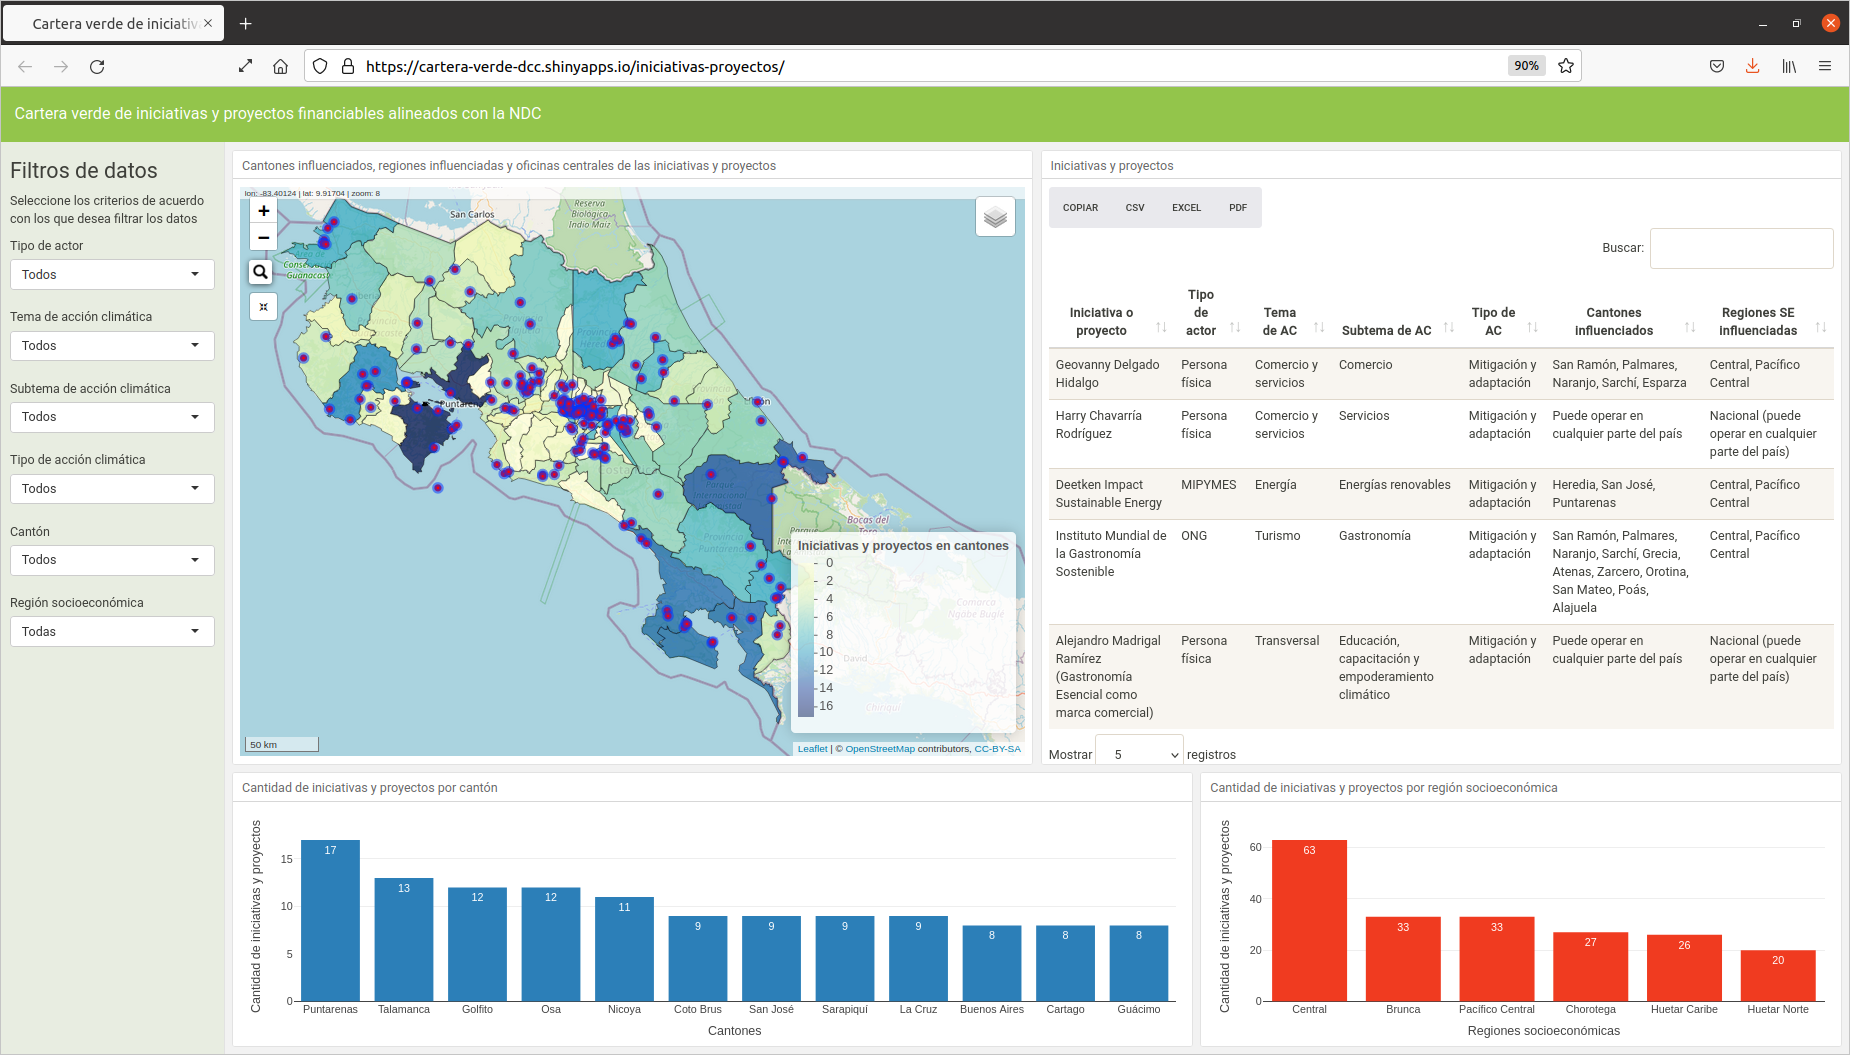 Cartera verde de iniciativ
https://cartera-verde-dcc.shinyapps.io/iniciativas-proyectos/
90%
Cartera verde de iniciativas y proyectos financiables alineados con la NDC
Filtros de datos
Seleccione los criterios de acuerdo
con los que desea filtrar los datos
Tipo de actor
Todos
Tema de acción climática
Todos
Subtema de acción climática
Todos
Tipo de acción climática
Todos
Cantón
Todos
Región socioeconómica
Todas
Cantones influenciados, regiones influenciadas y oficinas centrales de las iniciativas y proyectos
lon: -83.40124 | lat: 9.91704 | zoom: 8
+
−
San Carlos
Reserva
Biológica
Indio Maíz
Guanacaste
Bocas del
Toro
Comarca
Ngäbe Buglé
David
Chiriquí
Iniciativas y proyectos en cantones
0
2
4
6
8
10
12
14
16
50 km
Leaflet | © OpenStreetMap contributors, CC-BY-SA
Iniciativas y proyectos
COPIAR CSV EXCEL PDF
Buscar:
Iniciativa o proyecto Tipo de actor Tema de AC Subtema de AC Tipo de AC Cantones influenciados Regiones SE influenciadas
Geovanny Delgado Persona Comercio y Comercio Mitigación y San Ramón, Palmares, Central, Pacífico
Hidalgo física servicios adaptación Naranjo, Sarchí, Esparza Central
Harry Chavarría Persona Comercio y Servicios Mitigación y Puede operar en Nacional (puede
Rodríguez física servicios adaptación cualquier parte del país operar en cualquier
parte del país)
Deetken Impact MIPYMES Energía Energías renovables Mitigación y Heredia, San José, Central, Pacífico
Sustainable Energy adaptación Puntarenas Central
Instituto Mundial de ONG Turismo Gastronomía Mitigación y San Ramón, Palmares, Central, Pacífico
la Gastronomía adaptación Naranjo, Sarchí, Grecia, Central
Sostenible Atenas, Zarcero, Orotina,
San Mateo, Poás,
Alajuela
Alejandro Madrigal Persona Transversal Educación, Mitigación y Puede operar en Nacional (puede
Ramírez física capacitación y adaptación cualquier parte del país operar en cualquier
(Gastronomía empoderamiento parte del país)
Esencial como climático
marca comercial)
Mostrar 5 registros
Cantidad de iniciativas y proyectos por cantón
Cantidad de iniciativas y proyectos
15
10
5
0
17 13 12 12 11 9 9 9 9 8 8 8
Puntarenas Talamanca Golfito Osa Nicoya Coto Brus San José Sarapiquí La Cruz Buenos Aires Cartago Guácimo
Cantones
Cantidad de iniciativas y proyectos por región socioeconómica
Cantidad de iniciativas y proyectos
60
40
20
0
63 33 33 27 26 20
Central Brunca Pacífico Central Chorotega Huetar Caribe Huetar Norte
Regiones socioeconómicas